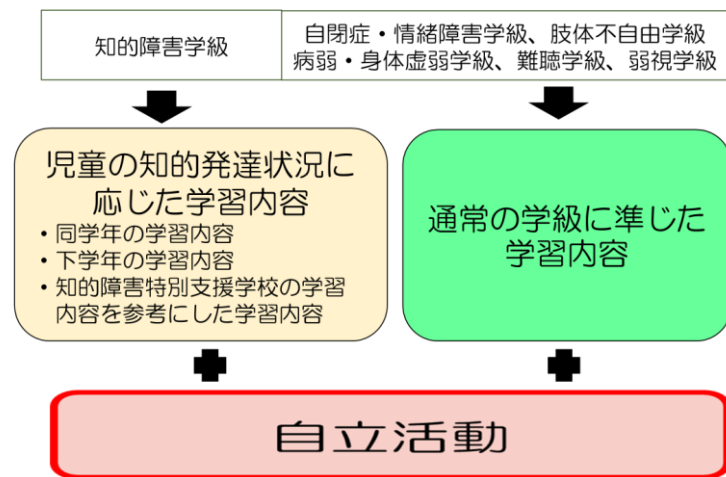 知的障害学級
自閉症・情緒障害学級、肢体不自由学級
病弱・身体虚弱学級、難聴学級、弱視学級
児童の知的発達状況に
応じた学習内容
・同学年の学習内容
・下学年の学習内容
・知的障害特別支援学校の学習
内容を参考にした学習内容
通常の学級に準じた
学習内容
自立活動